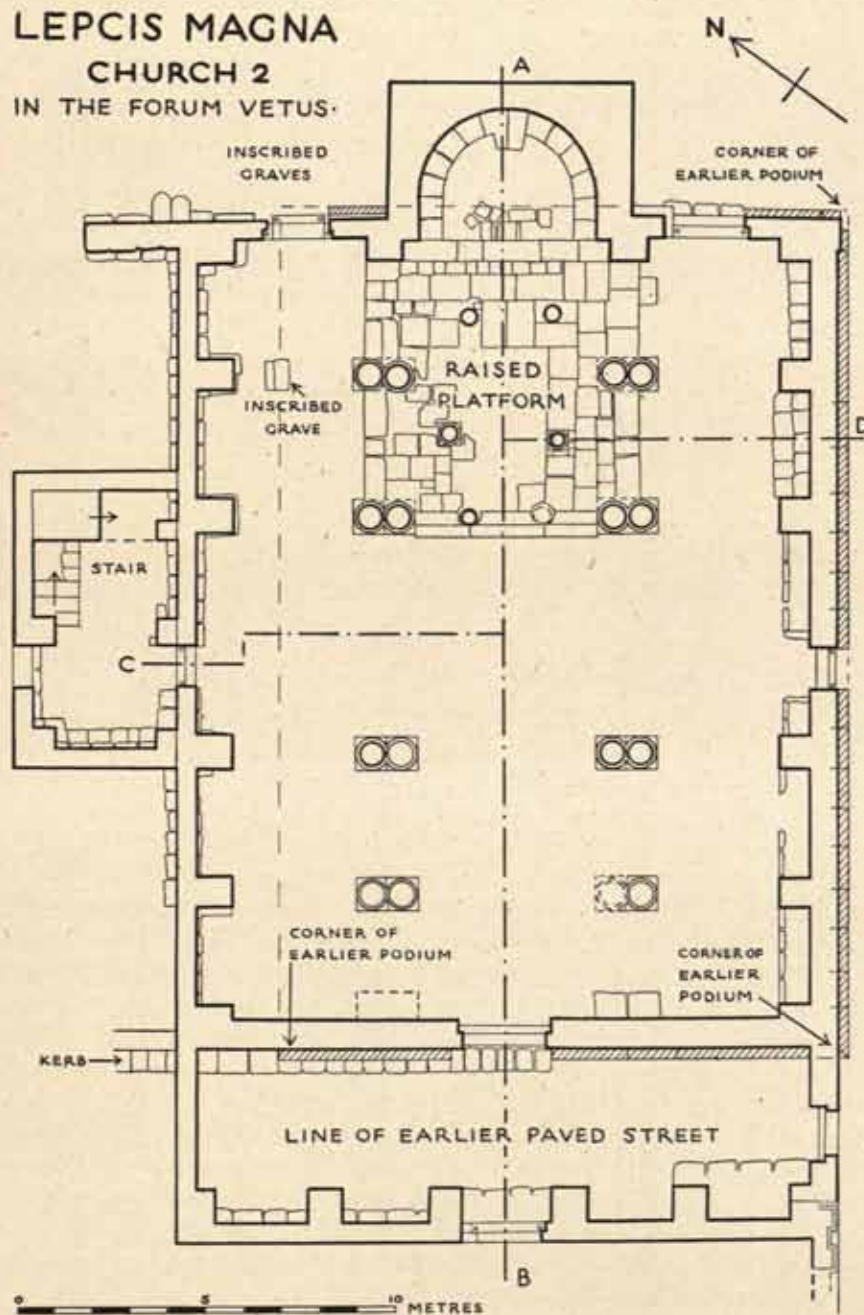 LEPCIS MAGNA
CHURCH 2
IN THE FORUM VETUS.
N
A
INSCRIBED
GRAVES
CORNER OF
EARLIER PODIUM
RAISED
PLATFORM
INSCRIBED
GRAVE
D
STAIR
C
CORNER OF
EARLIER PODIUM
CORNER OF
EARLIER
PODIUM
KERB
LINE OF EARLIER PAVED STREET
B
0 5 10 METRES